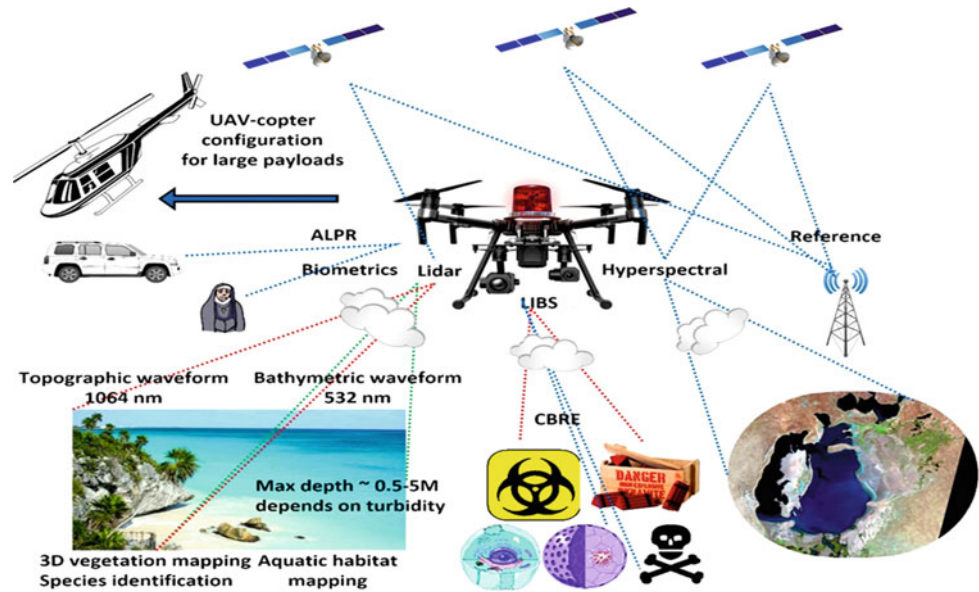 UAV-copter
configuration
for large payloads
ALPR
Biometrics
Lidar
Hyperspectral
Reference
LIBS
Topographic waveform
1064 nm
Bathymetric waveform
532 nm
CBRE
Max depth ~ 0.5-5M
depends on turbidity
DANGER
HIGH EXPLOSIVE
3D vegetation mapping
Species identification
Aquatic habitat
mapping